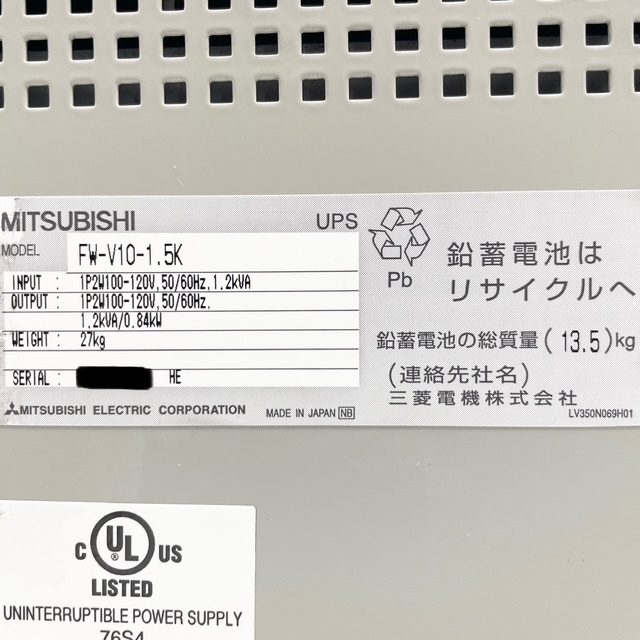 MITSUBISHI
UPS
MODEL FW-V10-1.5K
INPUT : 1P2W100-120V,50/60Hz,1.2kVA
OUTPUT : 1P2W100-120V,50/60Hz,
1.2kVA/0.84kW
WEIGHT : 27kg
SERIAL : HE
MITSUBISHI ELECTRIC CORPORATION
MADE IN JAPAN NB
Pb
鉛蓄電池は
リサイクルへ
鉛蓄電池の総質量(13.5)kg
(連絡先社名)
三菱電機株式会社
LV350N069H01
C UL US
LISTED
UNINTERRUPTIBLE POWER SUPPLY
76S4